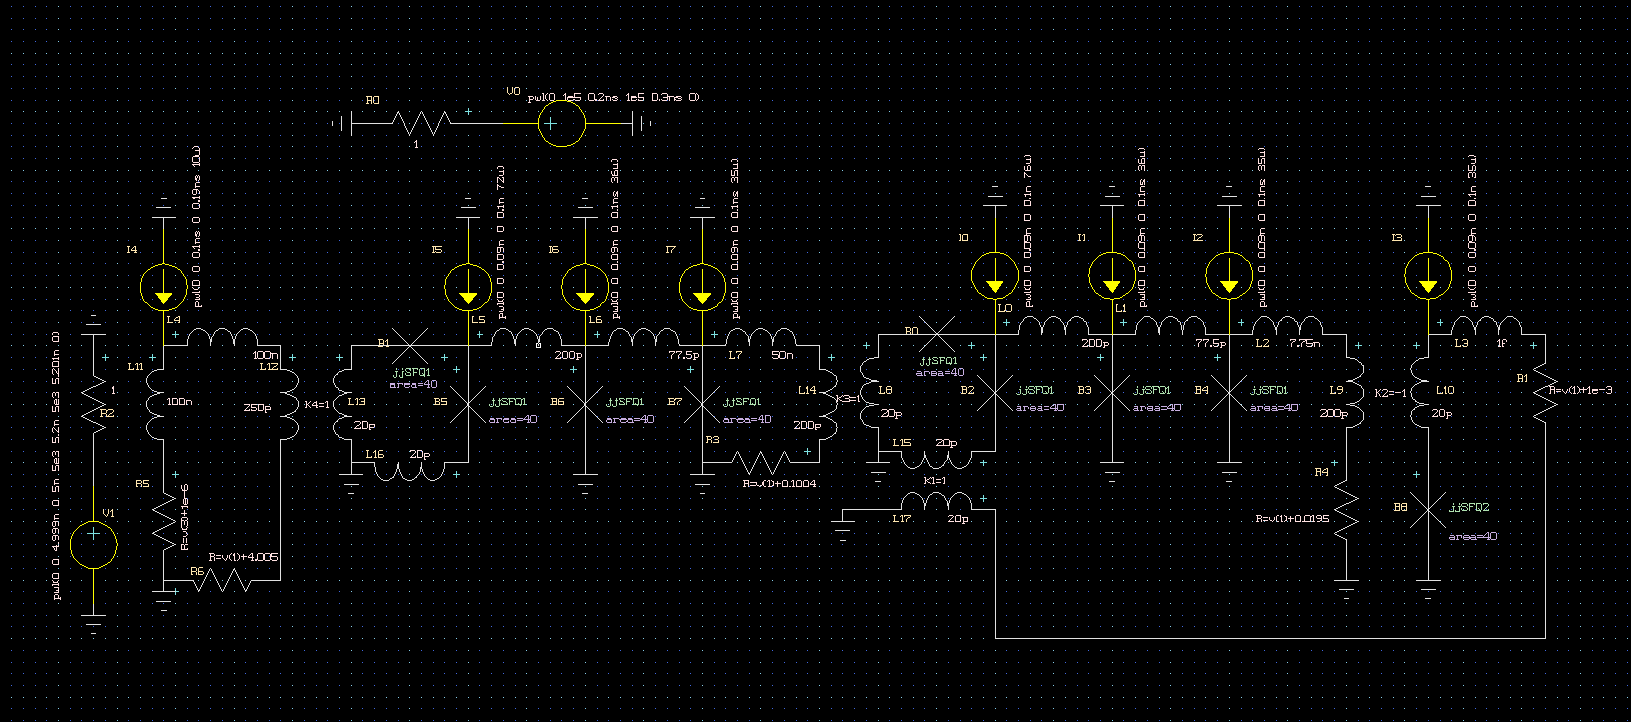 R0
1
V0
pwl(0 1e5 0.2ns 1e5 0.3ns 0)
I4
pwl(0 0 0.1ns 0 0.19ns 10u)
I5
pwl(0 0 0.09n 0 0.1n 72u)
I6
pwl(0 0 0.09n 0 0.1ns 36u)
I7
pwl(0 0 0.09n 0 0.1ns 35u)
I0
pwl(0 0 0.09n 0 0.1n 76u)
I1
pwl(0 0 0.09n 0 0.1ns 36u)
I2
pwl(0 0 0.09n 0 0.1ns 35u)
I3
pwl(0 0 0.09n 0 0.1n 35u)
pwl(0 0 4.999n 0 5n 5e3 5.2n 5e3 5.201n 0)
1
R2
V1
L4
100n
L11
100n
L12
250p
R5
R=v(3)+1e-6
R6
R=v(1)+4.005
K4=1
L13
20p
B1
jjSFQ1
area=40
L16
20p
L5
200p
B5
jjSFQ1
area=40
L6
77.5p
B6
jjSFQ1
area=40
L7
50n
B7
jjSFQ1
area=40
R3
R=v(1)+0.1004
L14
200p
K3=1
L8
20p
B0
jjSFQ1
area=40
L15
20p
K1=1
L17
20p
L0
200p
B2
jjSFQ1
area=40
L1
77.5p
B3
jjSFQ1
area=40
L2
7.75n
B4
jjSFQ1
area=40
L9
200p
K2=-1
L10
20p
R4
R=v(1)+0.0195
B8
jjSFQ2
area=40
L3
1f
R1
R=v(1)+1e-3